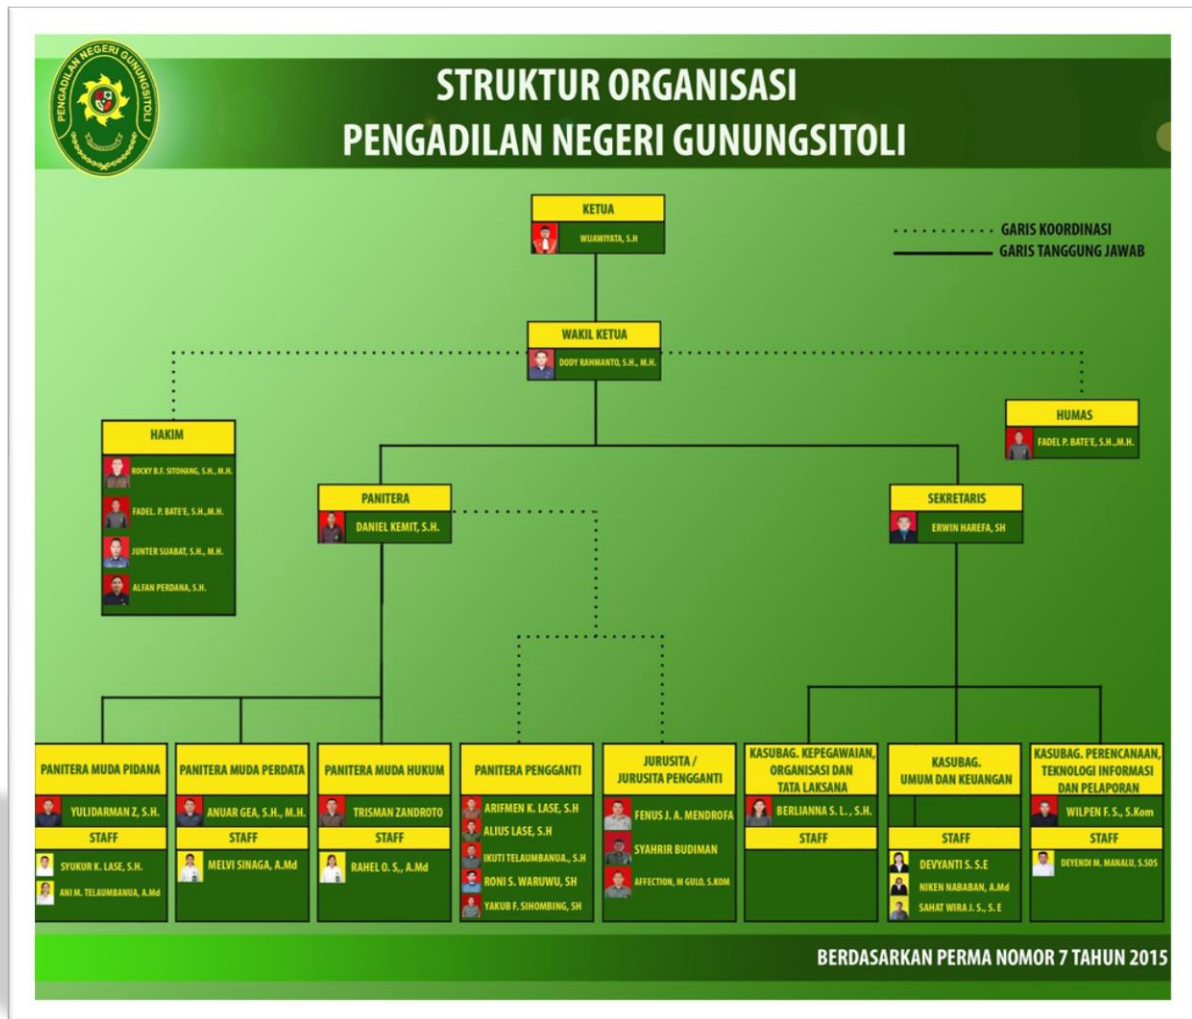 PENGADILAN NEGERI GUNUNGSITOLI
STRUKTUR ORGANISASI
PENGADILAN NEGERI GUNUNGSITOLI
KETUA
WIJAWIYATA, S.H
GARIS KOORDINASI
GARIS TANGGUNG JAWAB
WAKIL KETUA
DODY RAHMANTO, S.H., M.H.
HAKIM
ROCKY B.F. SITOHANG, S.H., M.H.
FADEL. P. BATE'E, S.H.,M.H.
JUNTER SIJABAT, S.H., M.H.
ALFAN PERDANA, S.H.
HUMAS
FADEL P. BATE'E, S.H.,M.H.
PANITERA
DANIEL KEMIT, S.H.
SEKRETARIS
ERWIN HAREFA, SH
PANITERA MUDA PIDANA
YULIDARMAN Z, S.H.
STAFF
SYUKUR K. LASE, S.H.
ANI M. TELAUMBANUA, A.Md
PANITERA MUDA PERDATA
ANUAR GEA, S.H., M.H.
STAFF
MELVI SINAGA, A.Md
PANITERA MUDA HUKUM
TRISMAN ZANDROTO
STAFF
RAHEL O. S,, A.Md
PANITERA PENGGANTI
ARIFMEN K. LASE, S.H
ALIUS LASE, S.H
IKUTI TELAUMBANUA., S.H
RONI S. WARUWU, SH
YAKUB F. SIHOMBING, SH
JURUSITA /
JURUSITA PENGGANTI
FENUS J. A. MENDROFA
SYAHRIR BUDIMAN
AFFECTION, M GULO, S.KOM
KASUBAG. KEPEGAWAIAN,
ORGANISASI DAN
TATA LAKSANA
BERLIANNA S. L. , S.H.
STAFF
KASUBAG.
UMUM DAN KEUANGAN
STAFF
DEVYANTI S. S.E
NIKEN NABABAN, A.Md
SAHAT WIRA J. S., S. E
KASUBAG. PERENCANAAN,
TEKNOLOGI INFORMASI
DAN PELAPORAN
WILPEN F. S., S.Kom
STAFF
DEYENDI M. MANALU, S.SOS
BERDASARKAN PERMA NOMOR 7 TAHUN 2015